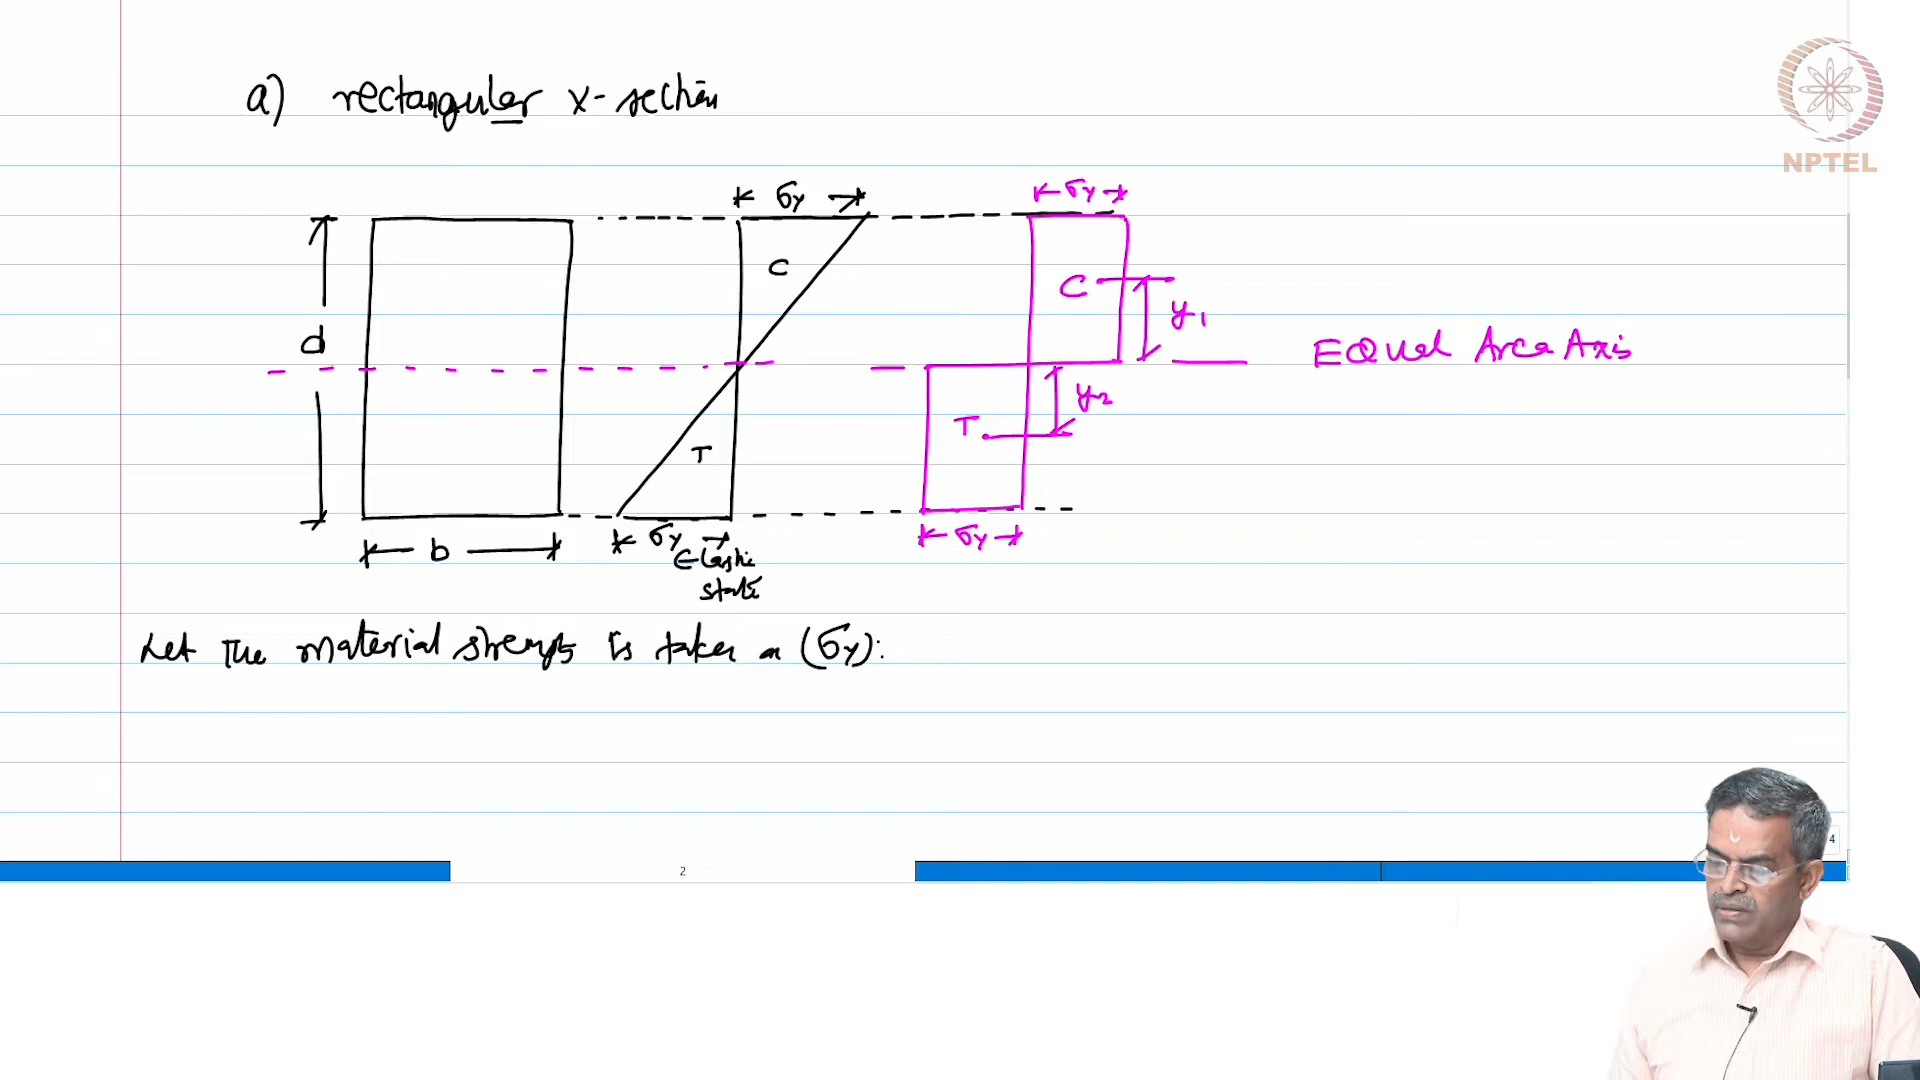 a) rectangular x-section
NPTEL
σy
σy
C
C
y1
d
Equal Area Axis
y2
T
T
σy
σy
b
Elastic
state
Let the material strength is taken as (σy):
4
2